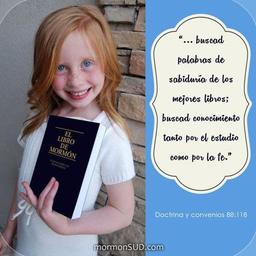 "... buscad
palabras de
sabiduría de los
mejores libros;
buscad conocimiento
tanto por el estudio
como por la fe."
Doctrina y convenios 88:118
EL
LIBRO
DE
MORMÓN
mormonSUD.com